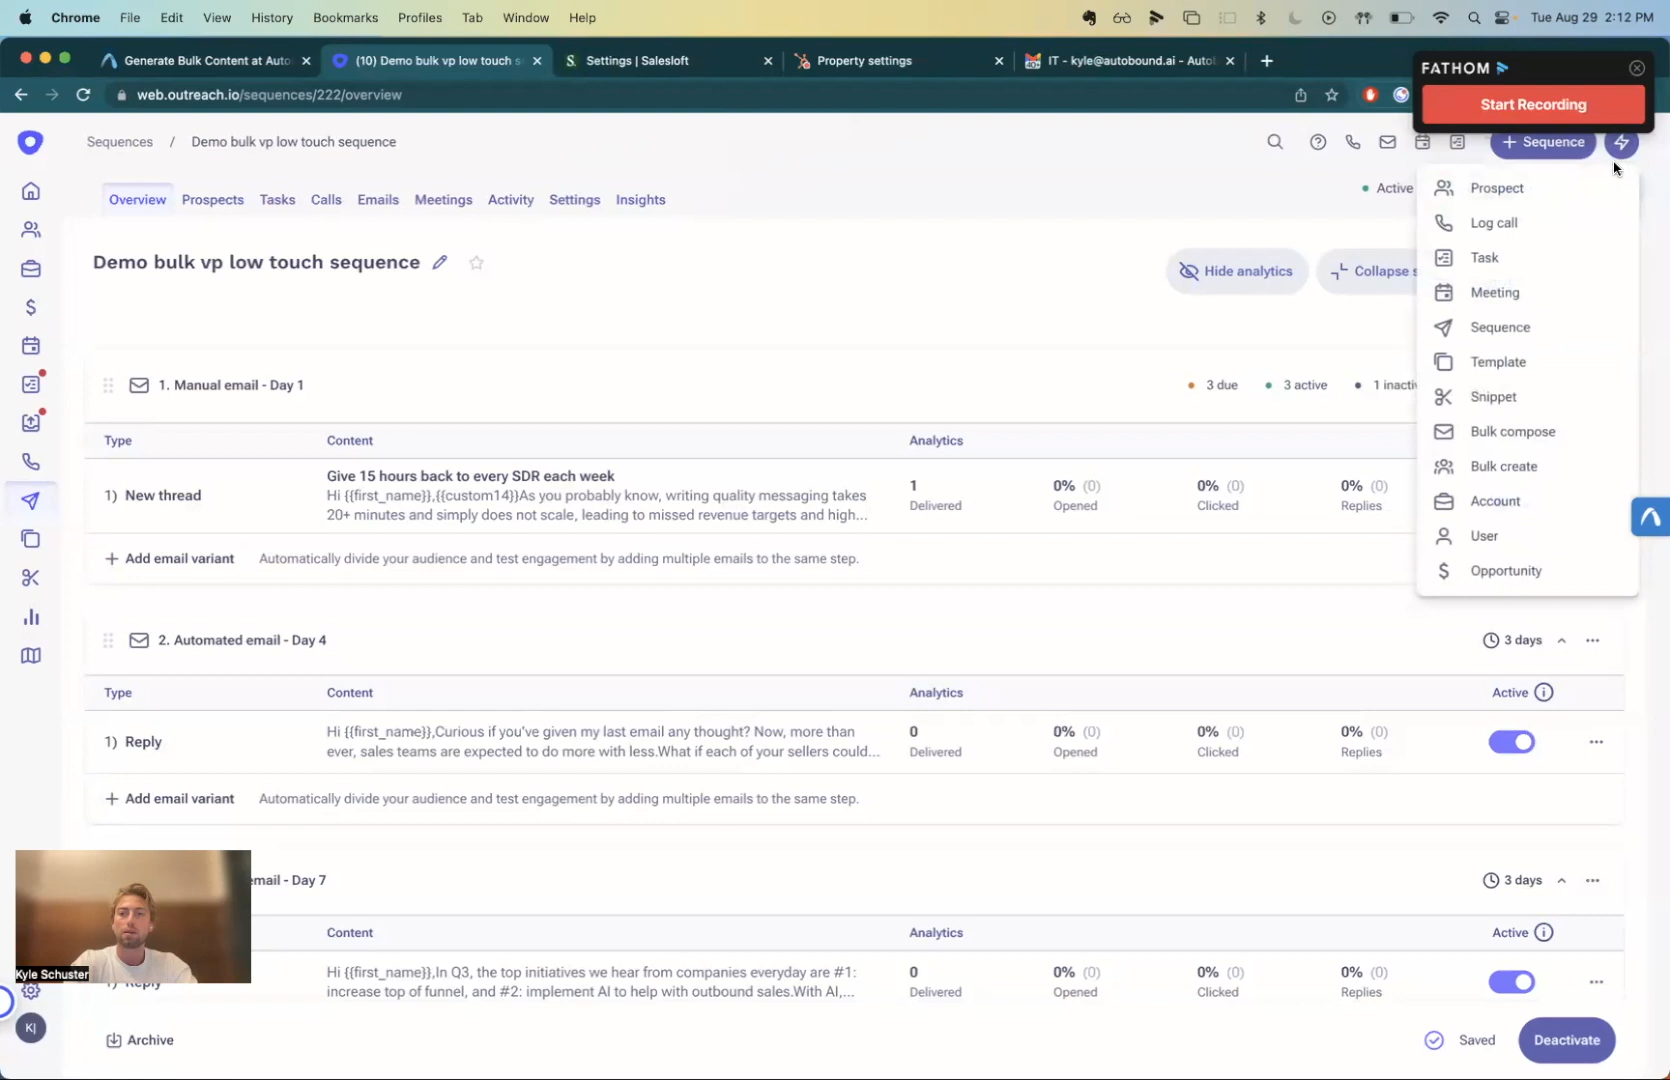 Chrome File Edit View History Bookmarks Profiles Tab Window Help Tue Aug 29 2:12 PM
Generate Bulk Content at Auto
(10) Demo bulk vp low touch s
Settings | Salesloft
Property settings
IT - kyle@autobound.ai - Auto
web.outreach.io/sequences/222/overview
FATHOM
Start Recording
Sequences / Demo bulk vp low touch sequence
+ Sequence
Overview Prospects Tasks Calls Emails Meetings Activity Settings Insights
Active
Demo bulk vp low touch sequence
Hide analytics
Collapse s
Prospect
Log call
Task
Meeting
Sequence
Template
Snippet
Bulk compose
Bulk create
Account
User
Opportunity
1. Manual email - Day 1
3 due 3 active 1 inactiv
Type Content Analytics
1) New thread
Give 15 hours back to every SDR each week
Hi {{first_name}},{{custom14}}As you probably know, writing quality messaging takes
20+ minutes and simply does not scale, leading to missed revenue targets and high...
1 0% (0) 0% (0) 0% (0)
Delivered Opened Clicked Replies
+ Add email variant Automatically divide your audience and test engagement by adding multiple emails to the same step.
2. Automated email - Day 4
3 days
Type Content Analytics Active
1) Reply
Hi {{first_name}},Curious if you've given my last email any thought? Now, more than
ever, sales teams are expected to do more with less.What if each of your sellers could...
0 0% (0) 0% (0) 0% (0)
Delivered Opened Clicked Replies
+ Add email variant Automatically divide your audience and test engagement by adding multiple emails to the same step.
email - Day 7
3 days
Content Analytics Active
1) Reply
Hi {{first_name}},In Q3, the top initiatives we hear from companies everyday are #1:
increase top of funnel, and #2: implement AI to help with outbound sales.With AI,...
0 0% (0) 0% (0) 0% (0)
Delivered Opened Clicked Replies
Kyle Schuster
K|
Archive
Saved
Deactivate